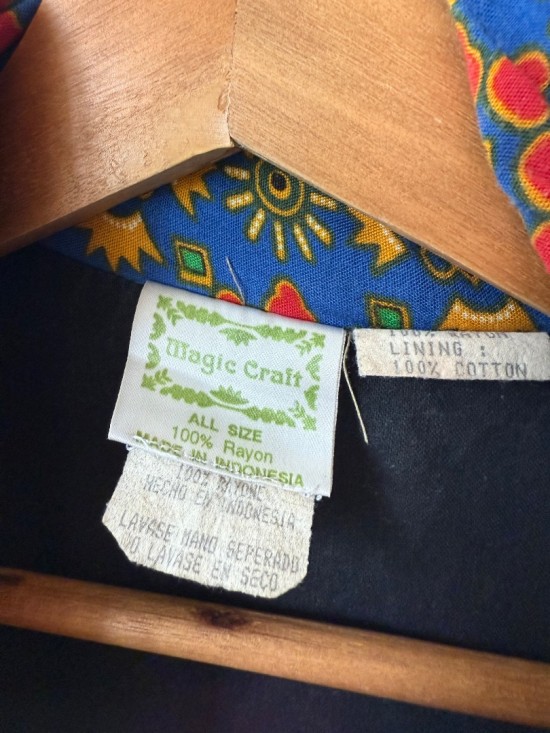 Magic Craft
ALL SIZE
100% Rayon
MADE IN INDONESIA
100% RAYONE
HECHO EN INDONESIA
LAVASE MANO SEPERADO
NO LAVASE EN SECO
LINING :
100% COTTON